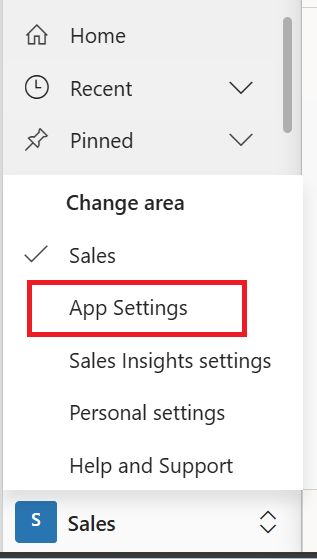 Home
Recent
Pinned
Change area
Sales
App Settings
Sales Insights settings
Personal settings
Help and Support
S Sales